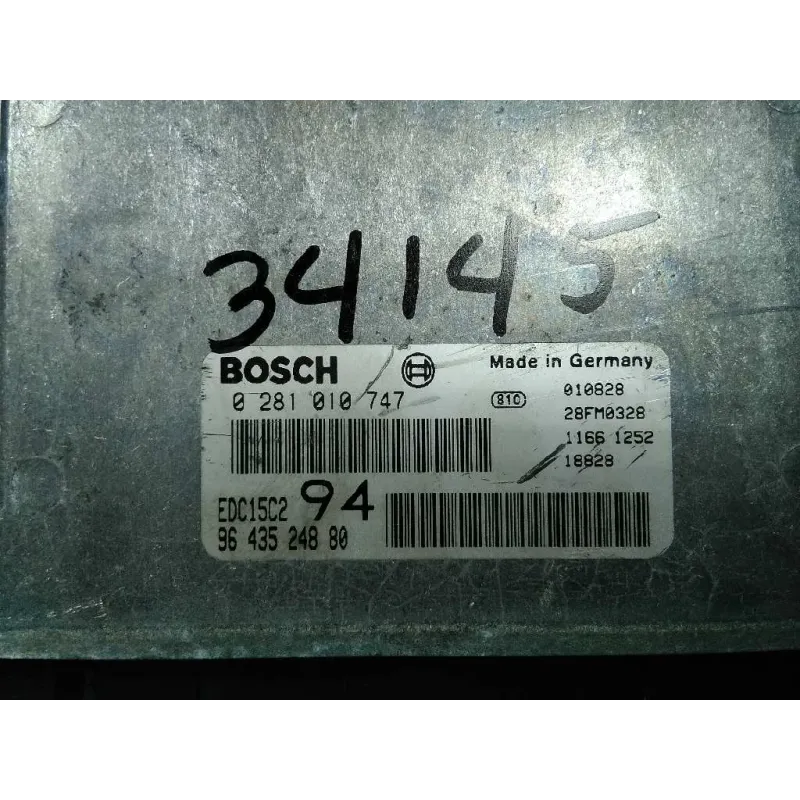 34145
BOSCH Made in Germany
0 281 010 747 810 010828
28FM0328
1166 1252
18828
EDC15C2 94
96 435 248 80